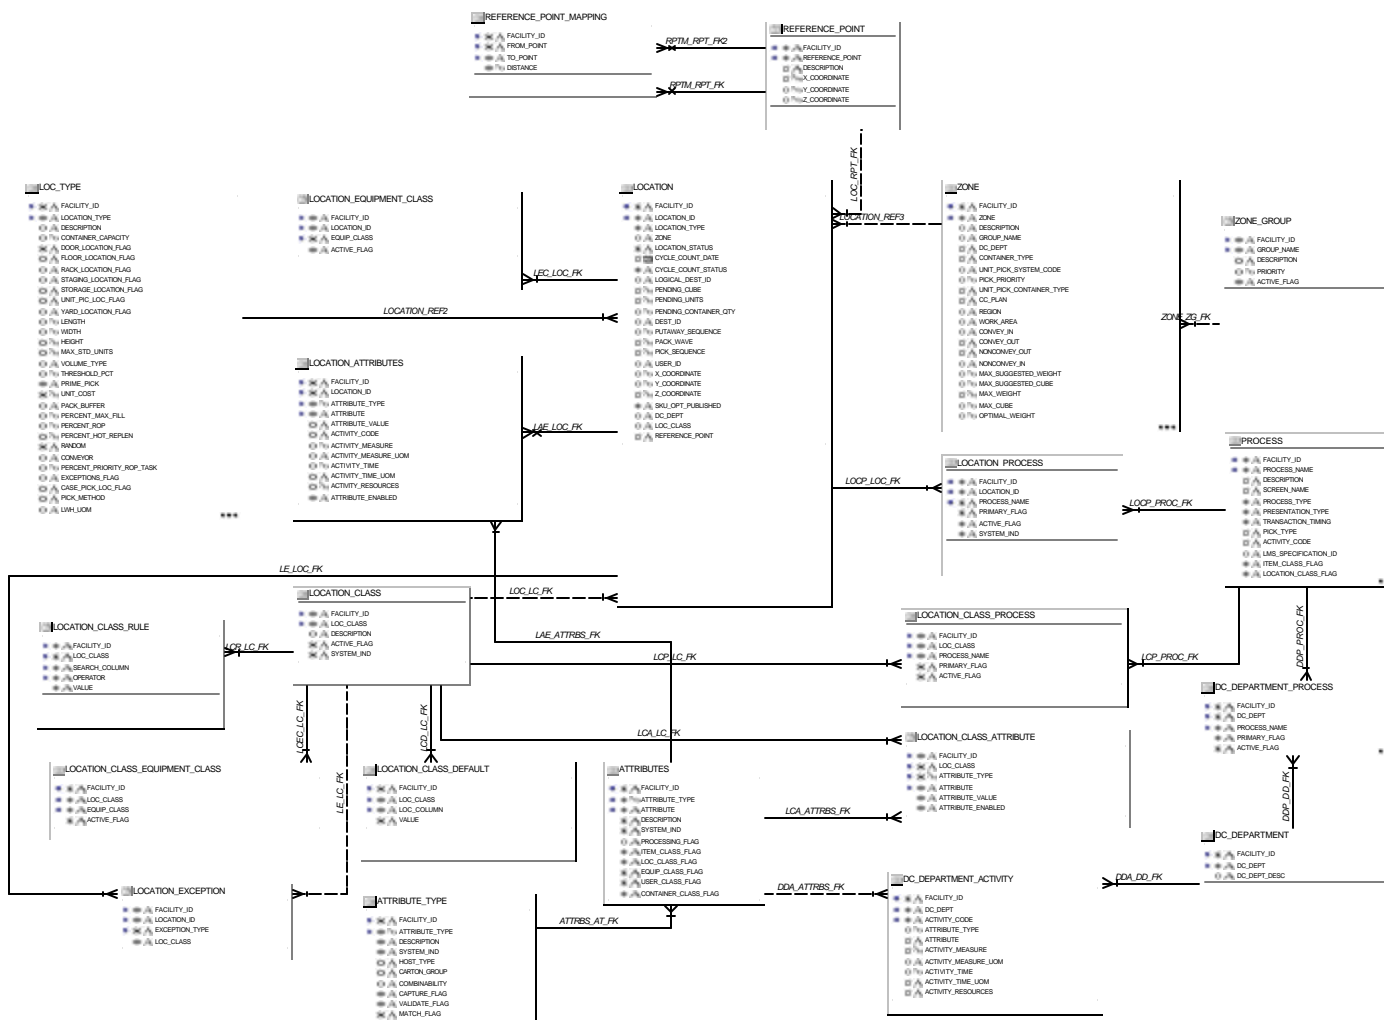 REFERENCE_POINT_MAPPING
FACILITY_ID
FROM_POINT
TO_POINT
DISTANCE
RPTM_RPT_FK2
RPTM_RPT_FK
REFERENCE_POINT
FACILITY_ID
REFERENCE_POINT
DESCRIPTION
X_COORDINATE
Y_COORDINATE
Z_COORDINATE
LOC_RPT_FK
LOC_TYPE
FACILITY_ID
LOCATION_TYPE
DESCRIPTION
CONTAINER_CAPACITY
DOOR_LOCATION_FLAG
FLOOR_LOCATION_FLAG
RACK_LOCATION_FLAG
STAGING_LOCATION_FLAG
STORAGE_LOCATION_FLAG
UNIT_PIC_LOC_FLAG
YARD_LOCATION_FLAG
LENGTH
WIDTH
HEIGHT
MAX_STD_UNITS
VOLUME_TYPE
THRESHOLD_PCT
PRIME_PICK
UNIT_COST
PACK_BUFFER
PERCENT_MAX_FILL
PERCENT_ROP
PERCENT_HOT_REPLEN
RANDOM
CONVEYOR
PERCENT_PRIORITY_ROP_TASK
EXCEPTIONS_FLAG
CASE_PICK_LOC_FLAG
PICK_METHOD
LWH_UOM
LOCATION_EQUIPMENT_CLASS
FACILITY_ID
LOCATION_ID
EQUIP_CLASS
ACTIVE_FLAG
LEC_LOC_FK
LOCATION_REF2
LOCATION_ATTRIBUTES
FACILITY_ID
LOCATION_ID
ATTRIBUTE_TYPE
ATTRIBUTE
ATTRIBUTE_VALUE
ACTIVITY_CODE
ACTIVITY_MEASURE
ACTIVITY_MEASURE_UOM
ACTIVITY_TIME
ACTIVITY_TIME_UOM
ACTIVITY_RESOURCES
ATTRIBUTE_ENABLED
LAE_LOC_FK
LOCATION
FACILITY_ID
LOCATION_ID
LOCATION_TYPE
ZONE
LOCATION_STATUS
CYCLE_COUNT_DATE
CYCLE_COUNT_STATUS
LOGICAL_DEST_ID
PENDING_CUBE
PENDING_UNITS
PENDING_CONTAINER_QTY
DEST_ID
PUTAWAY_SEQUENCE
PACK_WAVE
PICK_SEQUENCE
USER_ID
X_COORDINATE
Y_COORDINATE
Z_COORDINATE
SKU_OPT_PUBLISHED
DC_DEPT
LOC_CLASS
REFERENCE_POINT
LOCATION_REF3
ZONE
FACILITY_ID
ZONE
DESCRIPTION
GROUP_NAME
DC_DEPT
CONTAINER_TYPE
UNIT_PICK_SYSTEM_CODE
PICK_PRIORITY
UNIT_PICK_CONTAINER_TYPE
CC_PLAN
REGION
WORK_AREA
CONVEY_IN
CONVEY_OUT
NONCONVEY_OUT
NONCONVEY_IN
MAX_SUGGESTED_WEIGHT
MAX_SUGGESTED_CUBE
MAX_WEIGHT
MAX_CUBE
OPTIMAL_WEIGHT
ZONE_GROUP
FACILITY_ID
GROUP_NAME
DESCRIPTION
PRIORITY
ACTIVE_FLAG
ZONE_ZG_FK
LOCATION_PROCESS
FACILITY_ID
LOCATION_ID
PROCESS_NAME
PRIMARY_FLAG
ACTIVE_FLAG
SYSTEM_IND
LOCP_LOC_FK
LOCP_PROC_FK
PROCESS
FACILITY_ID
PROCESS_NAME
DESCRIPTION
SCREEN_NAME
PROCESS_TYPE
PRESENTATION_TYPE
TRANSACTION_TIMING
PICK_TYPE
ACTIVITY_CODE
LMS_SPECIFICATION_ID
ITEM_CLASS_FLAG
LOCATION_CLASS_FLAG
LE_LOC_FK
LOCATION_CLASS
FACILITY_ID
LOC_CLASS
DESCRIPTION
ACTIVE_FLAG
SYSTEM_IND
LOC_LC_FK
LOCATION_CLASS_RULE
FACILITY_ID
LOC_CLASS
SEARCH_COLUMN
OPERATOR
VALUE
LCR_LC_FK
LAE_ATTRBS_FK
LCP_LC_FK
LOCATION_CLASS_PROCESS
FACILITY_ID
LOC_CLASS
PROCESS_NAME
PRIMARY_FLAG
ACTIVE_FLAG
LCP_PROC_FK
DDP_PROC_FK
DC_DEPARTMENT_PROCESS
FACILITY_ID
DC_DEPT
PROCESS_NAME
PRIMARY_FLAG
ACTIVE_FLAG
LCEC_LC_FK
LE_LC_FK
LCD_LC_FK
LCA_LC_FK
LOCATION_CLASS_ATTRIBUTE
FACILITY_ID
LOC_CLASS
ATTRIBUTE_TYPE
ATTRIBUTE
ATTRIBUTE_VALUE
ATTRIBUTE_ENABLED
LOCATION_CLASS_EQUIPMENT_CLASS
FACILITY_ID
LOC_CLASS
EQUIP_CLASS
ACTIVE_FLAG
LOCATION_CLASS_DEFAULT
FACILITY_ID
LOC_CLASS
LOC_COLUMN
VALUE
ATTRIBUTES
FACILITY_ID
ATTRIBUTE_TYPE
ATTRIBUTE
DESCRIPTION
SYSTEM_IND
PROCESSING_FLAG
ITEM_CLASS_FLAG
LOC_CLASS_FLAG
EQUIP_CLASS_FLAG
USER_CLASS_FLAG
CONTAINER_CLASS_FLAG
LCA_ATTRBS_FK
DDP_DD_FK
DC_DEPARTMENT
FACILITY_ID
DC_DEPT
DC_DEPT_DESC
LOCATION_EXCEPTION
FACILITY_ID
LOCATION_ID
EXCEPTION_TYPE
LOC_CLASS
ATTRIBUTE_TYPE
FACILITY_ID
ATTRIBUTE_TYPE
DESCRIPTION
SYSTEM_IND
HOST_TYPE
CARTON_GROUP
COMBINABILITY
CAPTURE_FLAG
VALIDATE_FLAG
MATCH_FLAG
ATTRBS_AT_FK
DDA_ATTRBS_FK
DC_DEPARTMENT_ACTIVITY
FACILITY_ID
DC_DEPT
ACTIVITY_CODE
ATTRIBUTE_TYPE
ATTRIBUTE
ACTIVITY_MEASURE
ACTIVITY_MEASURE_UOM
ACTIVITY_TIME
ACTIVITY_TIME_UOM
ACTIVITY_RESOURCES
DDA_DD_FK